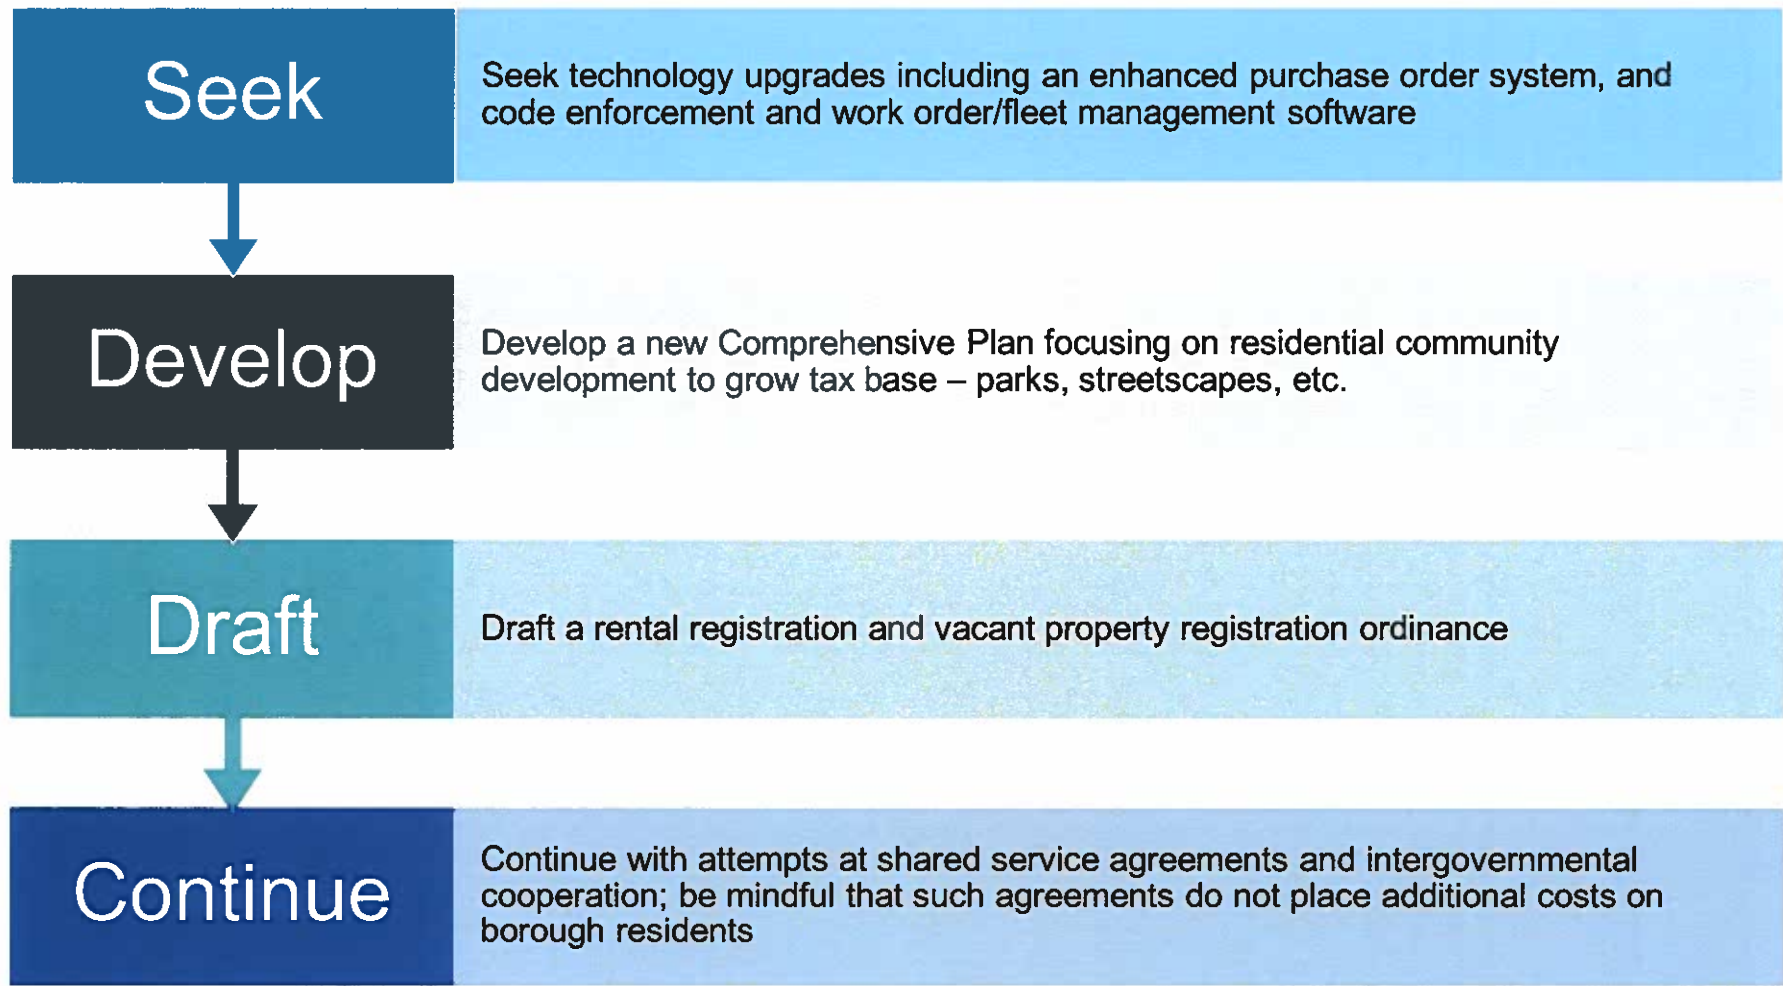 Seek
Seek technology upgrades including an enhanced purchase order system, and
code enforcement and work order/fleet management software
Develop
Develop a new Comprehensive Plan focusing on residential community
development to grow tax base – parks, streetscapes, etc.
Draft
Draft a rental registration and vacant property registration ordinance
Continue
Continue with attempts at shared service agreements and intergovernmental
cooperation; be mindful that such agreements do not place additional costs on
borough residents